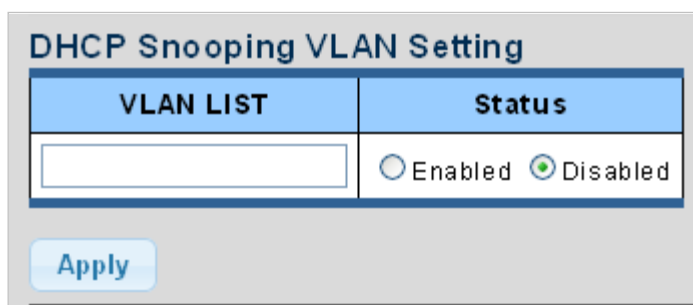 DHCP Snooping VLAN Setting
VLAN LIST Status
Enabled Disabled
Apply